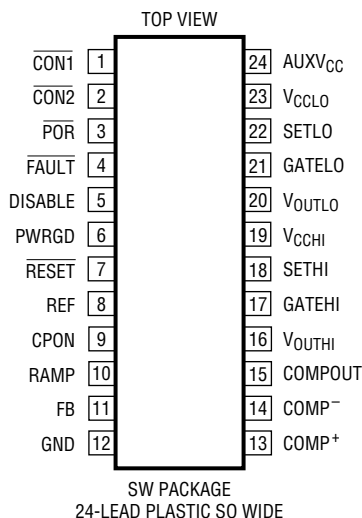 TOP VIEW
CON1 1
CON2 2
POR 3
FAULT 4
DISABLE 5
PWRGD 6
RESET 7
REF 8
CPON 9
RAMP 10
FB 11
GND 12
24 AUXVCC
23 VCCLO
22 SETLO
21 GATELO
20 VOUTLO
19 VCCHI
18 SETHI
17 GATEHI
16 VOUTHI
15 COMPOUT
14 COMP–
13 COMP+
SW PACKAGE
24-LEAD PLASTIC SO WIDE